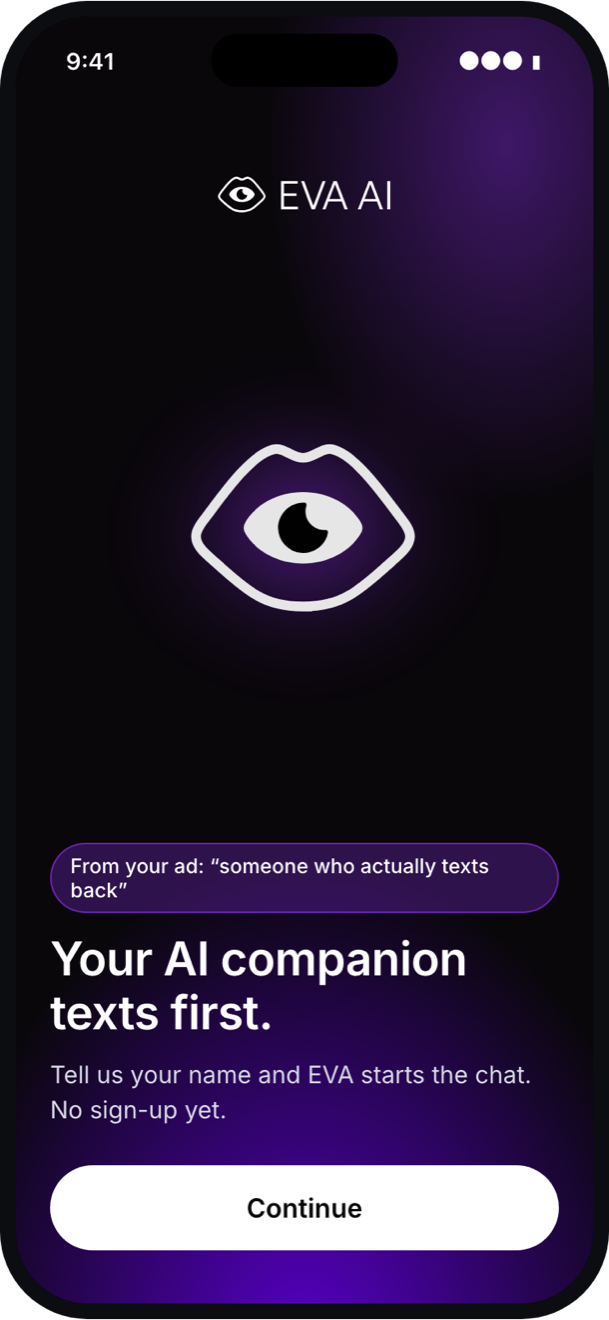 9:41
EVA AI
From your ad: “someone who actually texts
back”
Your AI companion
texts first.
Tell us your name and EVA starts the chat.
No sign-up yet.
Continue